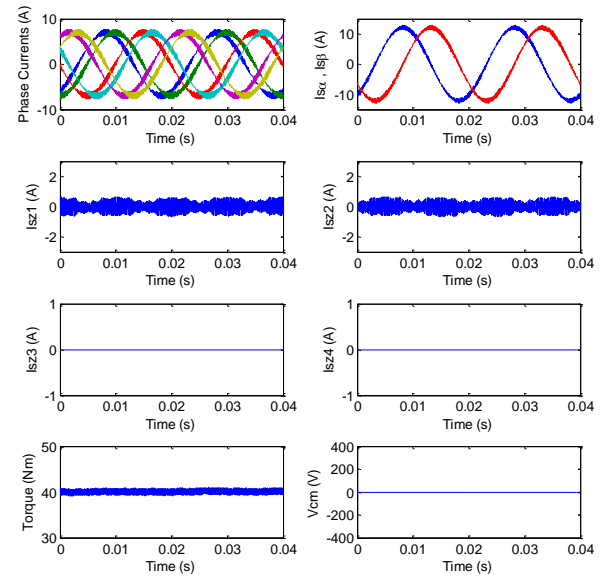 Phase Currents (A)
10
5
0
-5
-10
0 0.01 0.02 0.03 0.04
Time (s)
Isα , Isβ (A)
10
5
0
-5
-10
0 0.01 0.02 0.03 0.04
Time (s)
Isz1 (A)
2
0
-2
0 0.01 0.02 0.03 0.04
Time (s)
Isz2 (A)
2
0
-2
0 0.01 0.02 0.03 0.04
Time (s)
Isz3 (A)
1
0
-1
0 0.01 0.02 0.03 0.04
Time (s)
Isz4 (A)
1
0
-1
0 0.01 0.02 0.03 0.04
Time (s)
Torque (Nm)
50
40
30
0 0.01 0.02 0.03 0.04
Time (s)
Vcm (V)
400
200
0
-200
-400
0 0.01 0.02 0.03 0.04
Time (s)